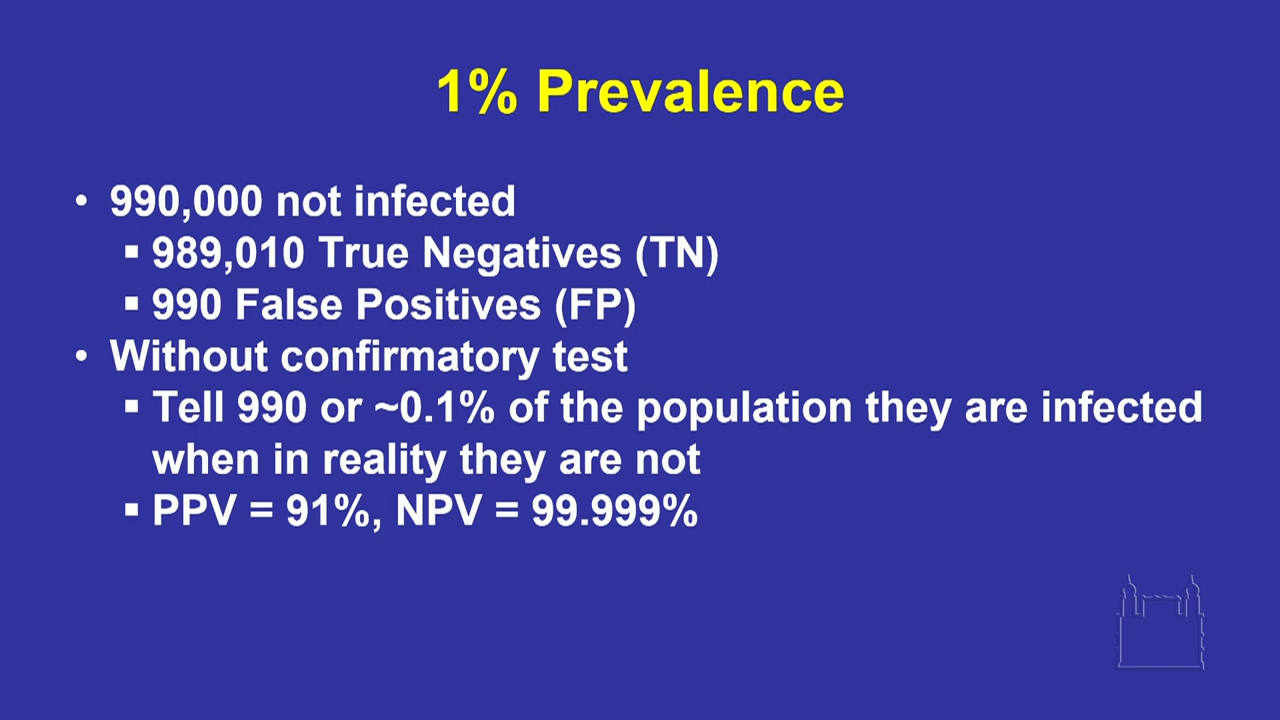 1% Prevalence
• 990,000 not infected
▪ 989,010 True Negatives (TN)
▪ 990 False Positives (FP)
• Without confirmatory test
▪ Tell 990 or ~0.1% of the population they are infected
when in reality they are not
▪ PPV = 91%, NPV = 99.999%